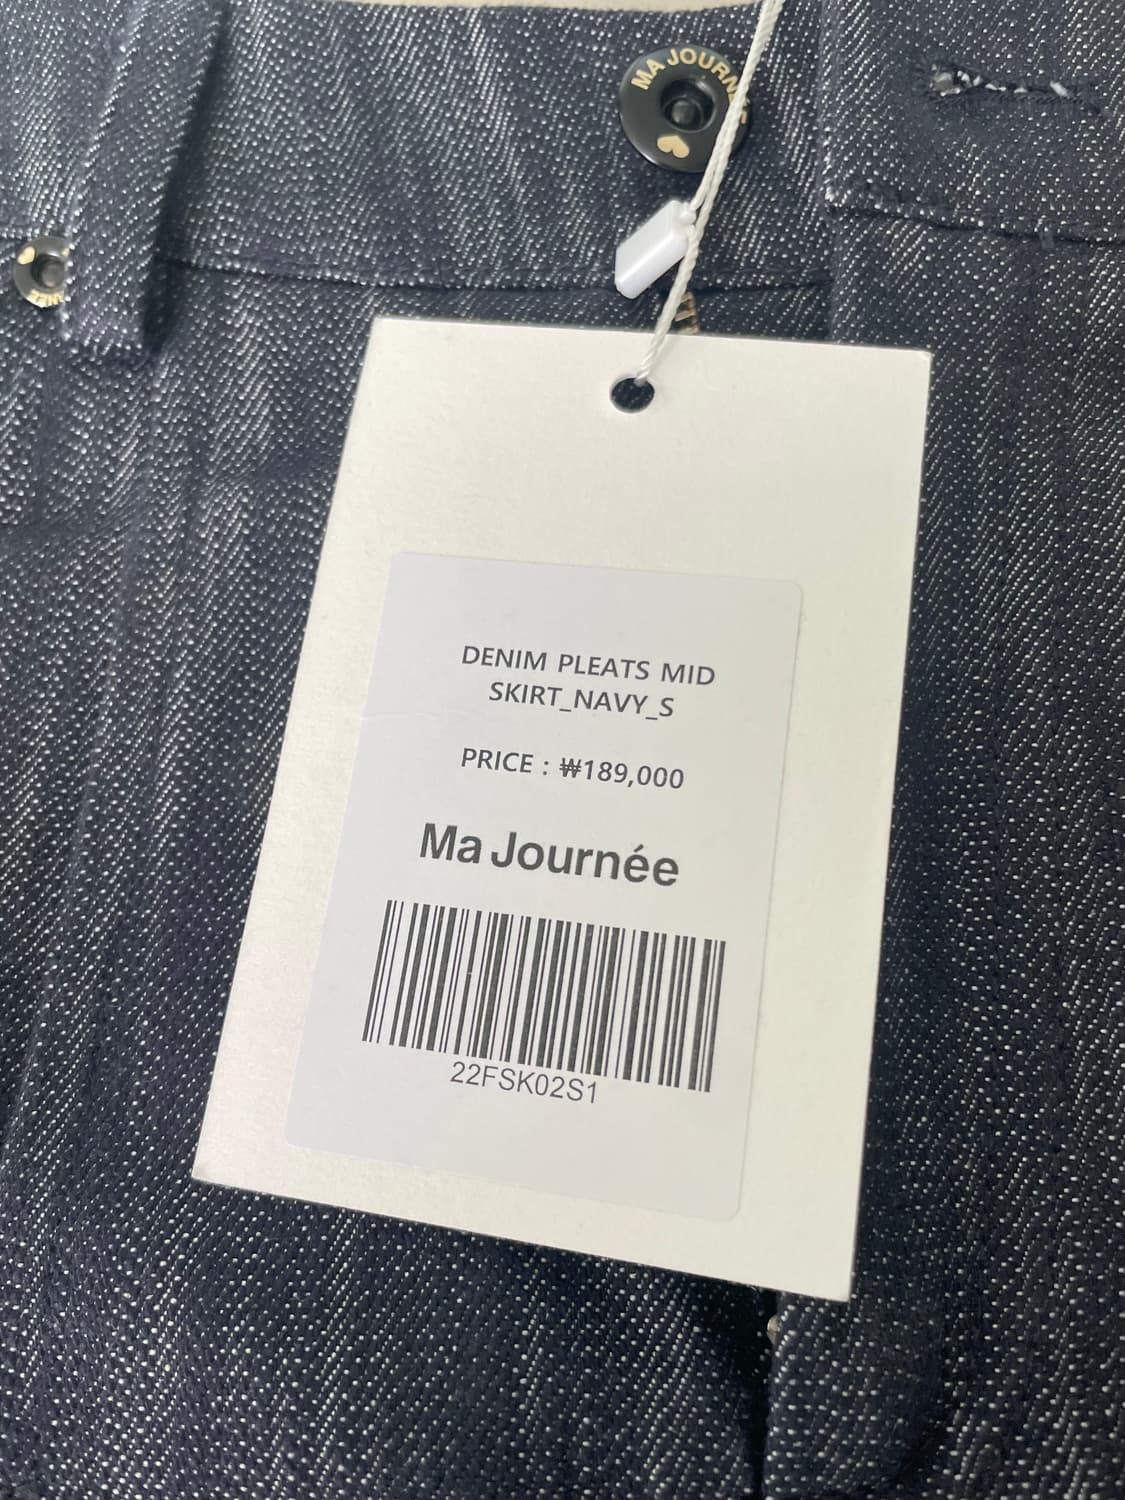 MA JOURNÉE
DENIM PLEATS MID
SKIRT_NAVY_S
PRICE : ₩189,000
Ma Journée
22FSK02S1